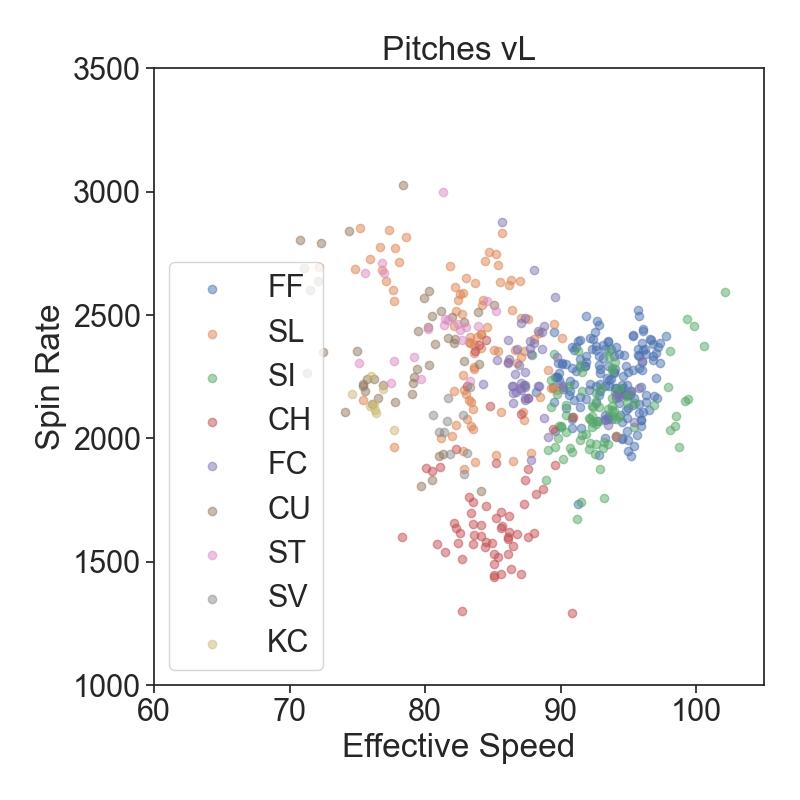 Pitches vL
3500
3000
2500
2000
1500
1000
Spin Rate
FF
SL
SI
CH
FC
CU
ST
SV
KC
60 70 80 90 100
Effective Speed